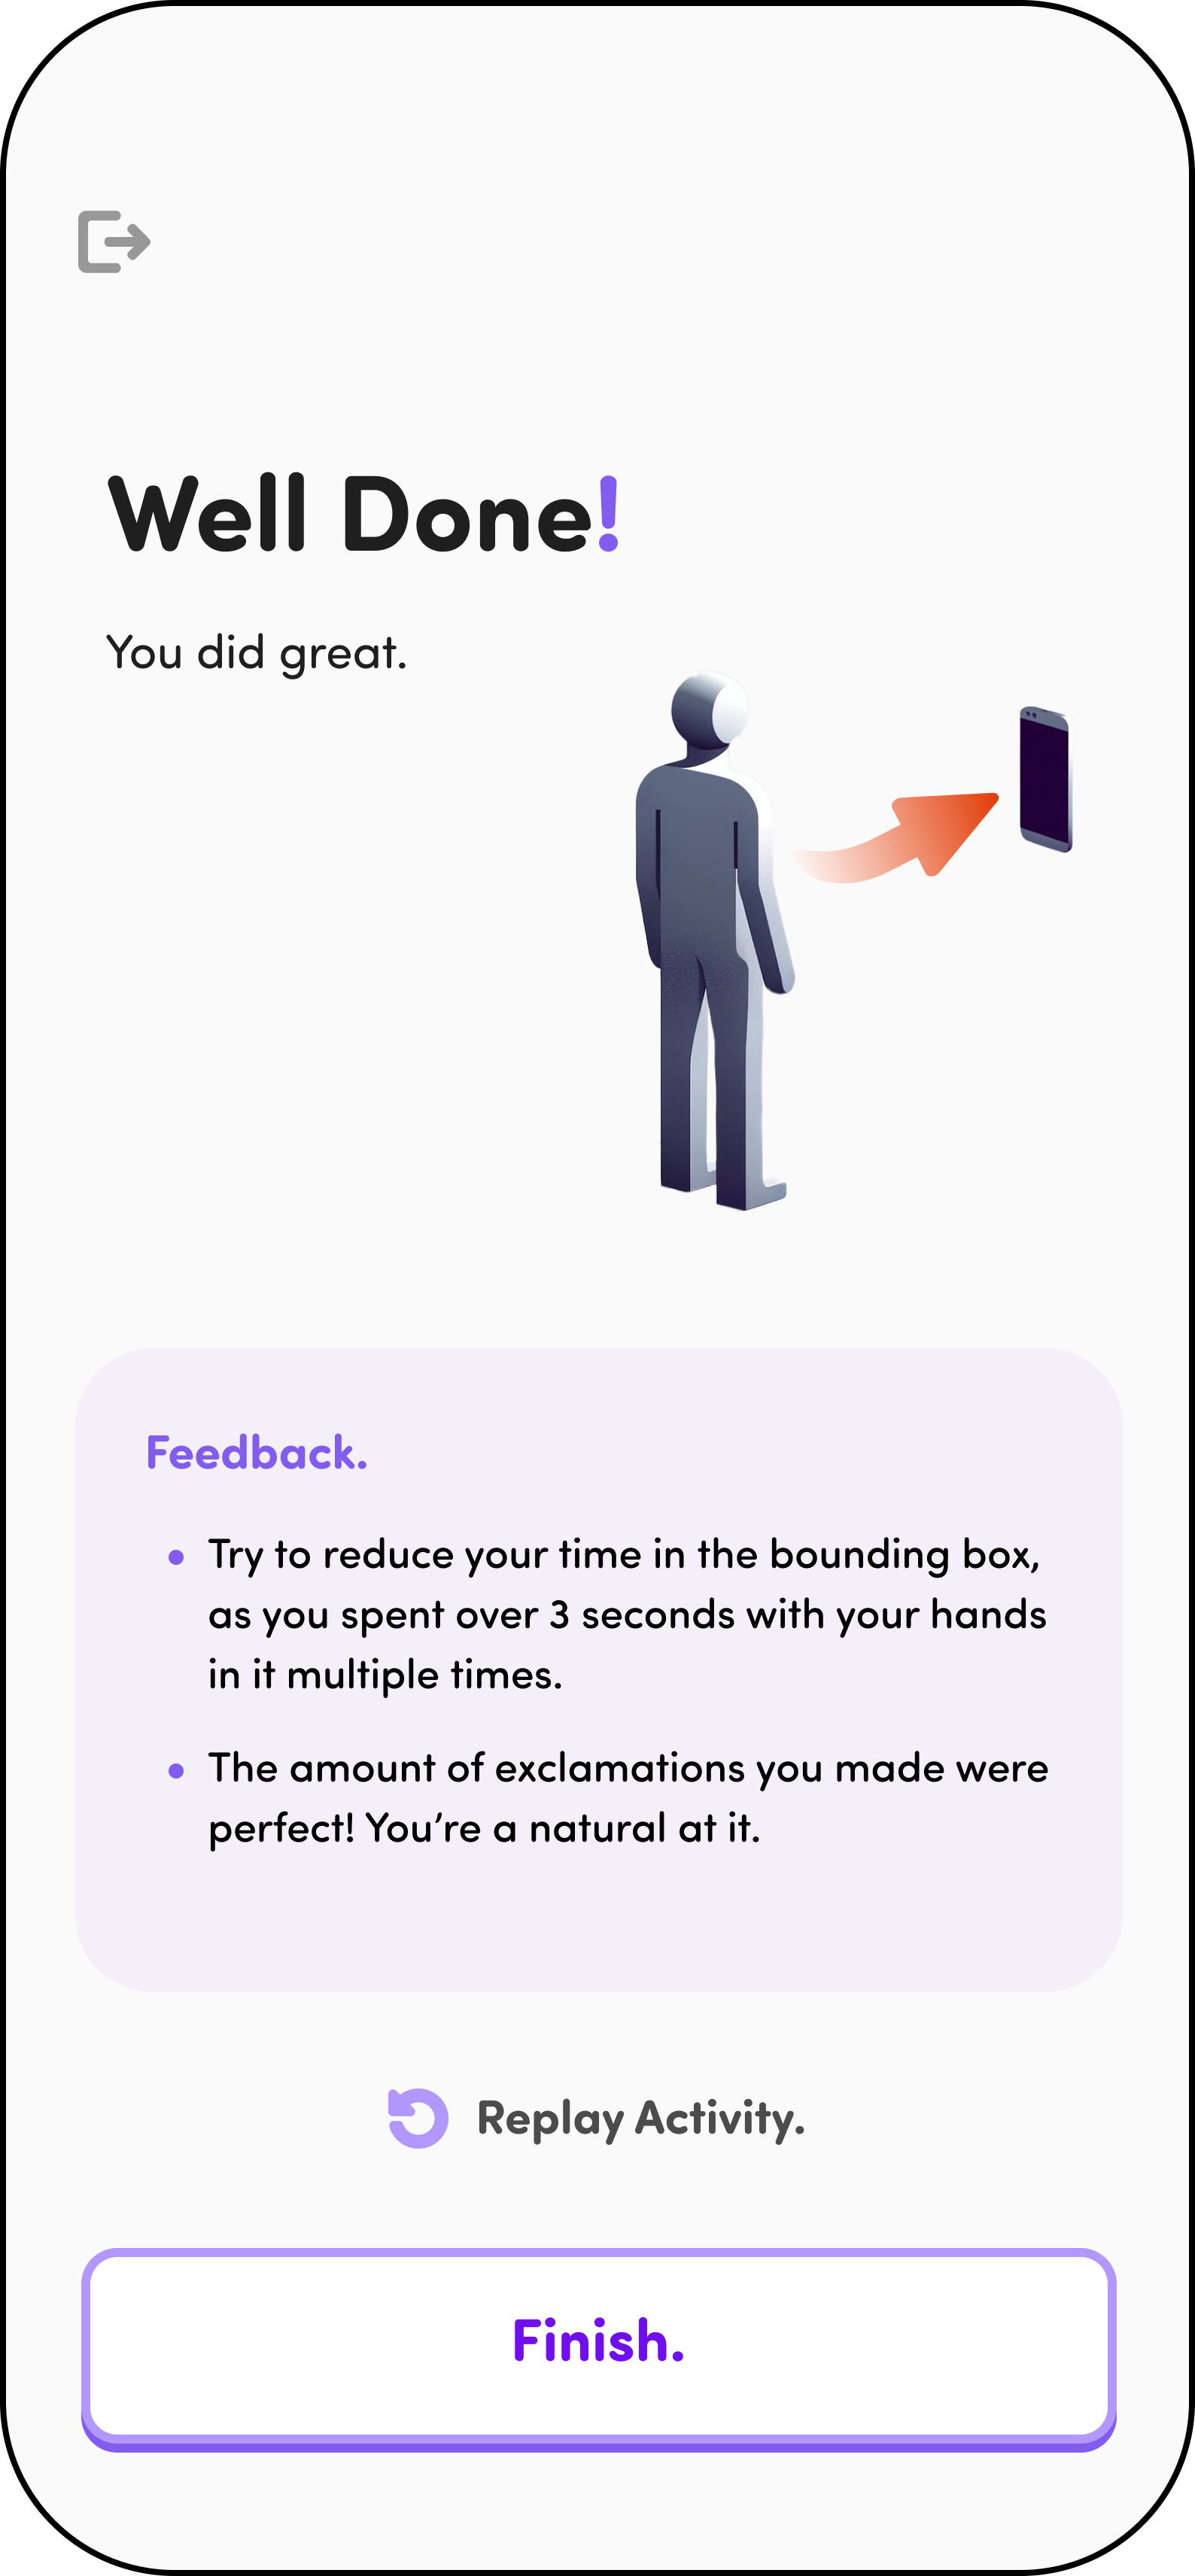 Well Done!
You did great.
Feedback.
Try to reduce your time in the bounding box,
as you spent over 3 seconds with your hands
in it multiple times.
The amount of exclamations you made were
perfect! You’re a natural at it.
Replay Activity.
Finish.